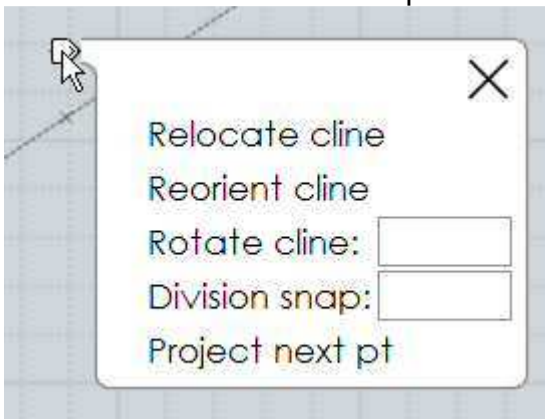 Relocate cline
Reorient cline
Rotate cline:
Division snap:
Project next pt